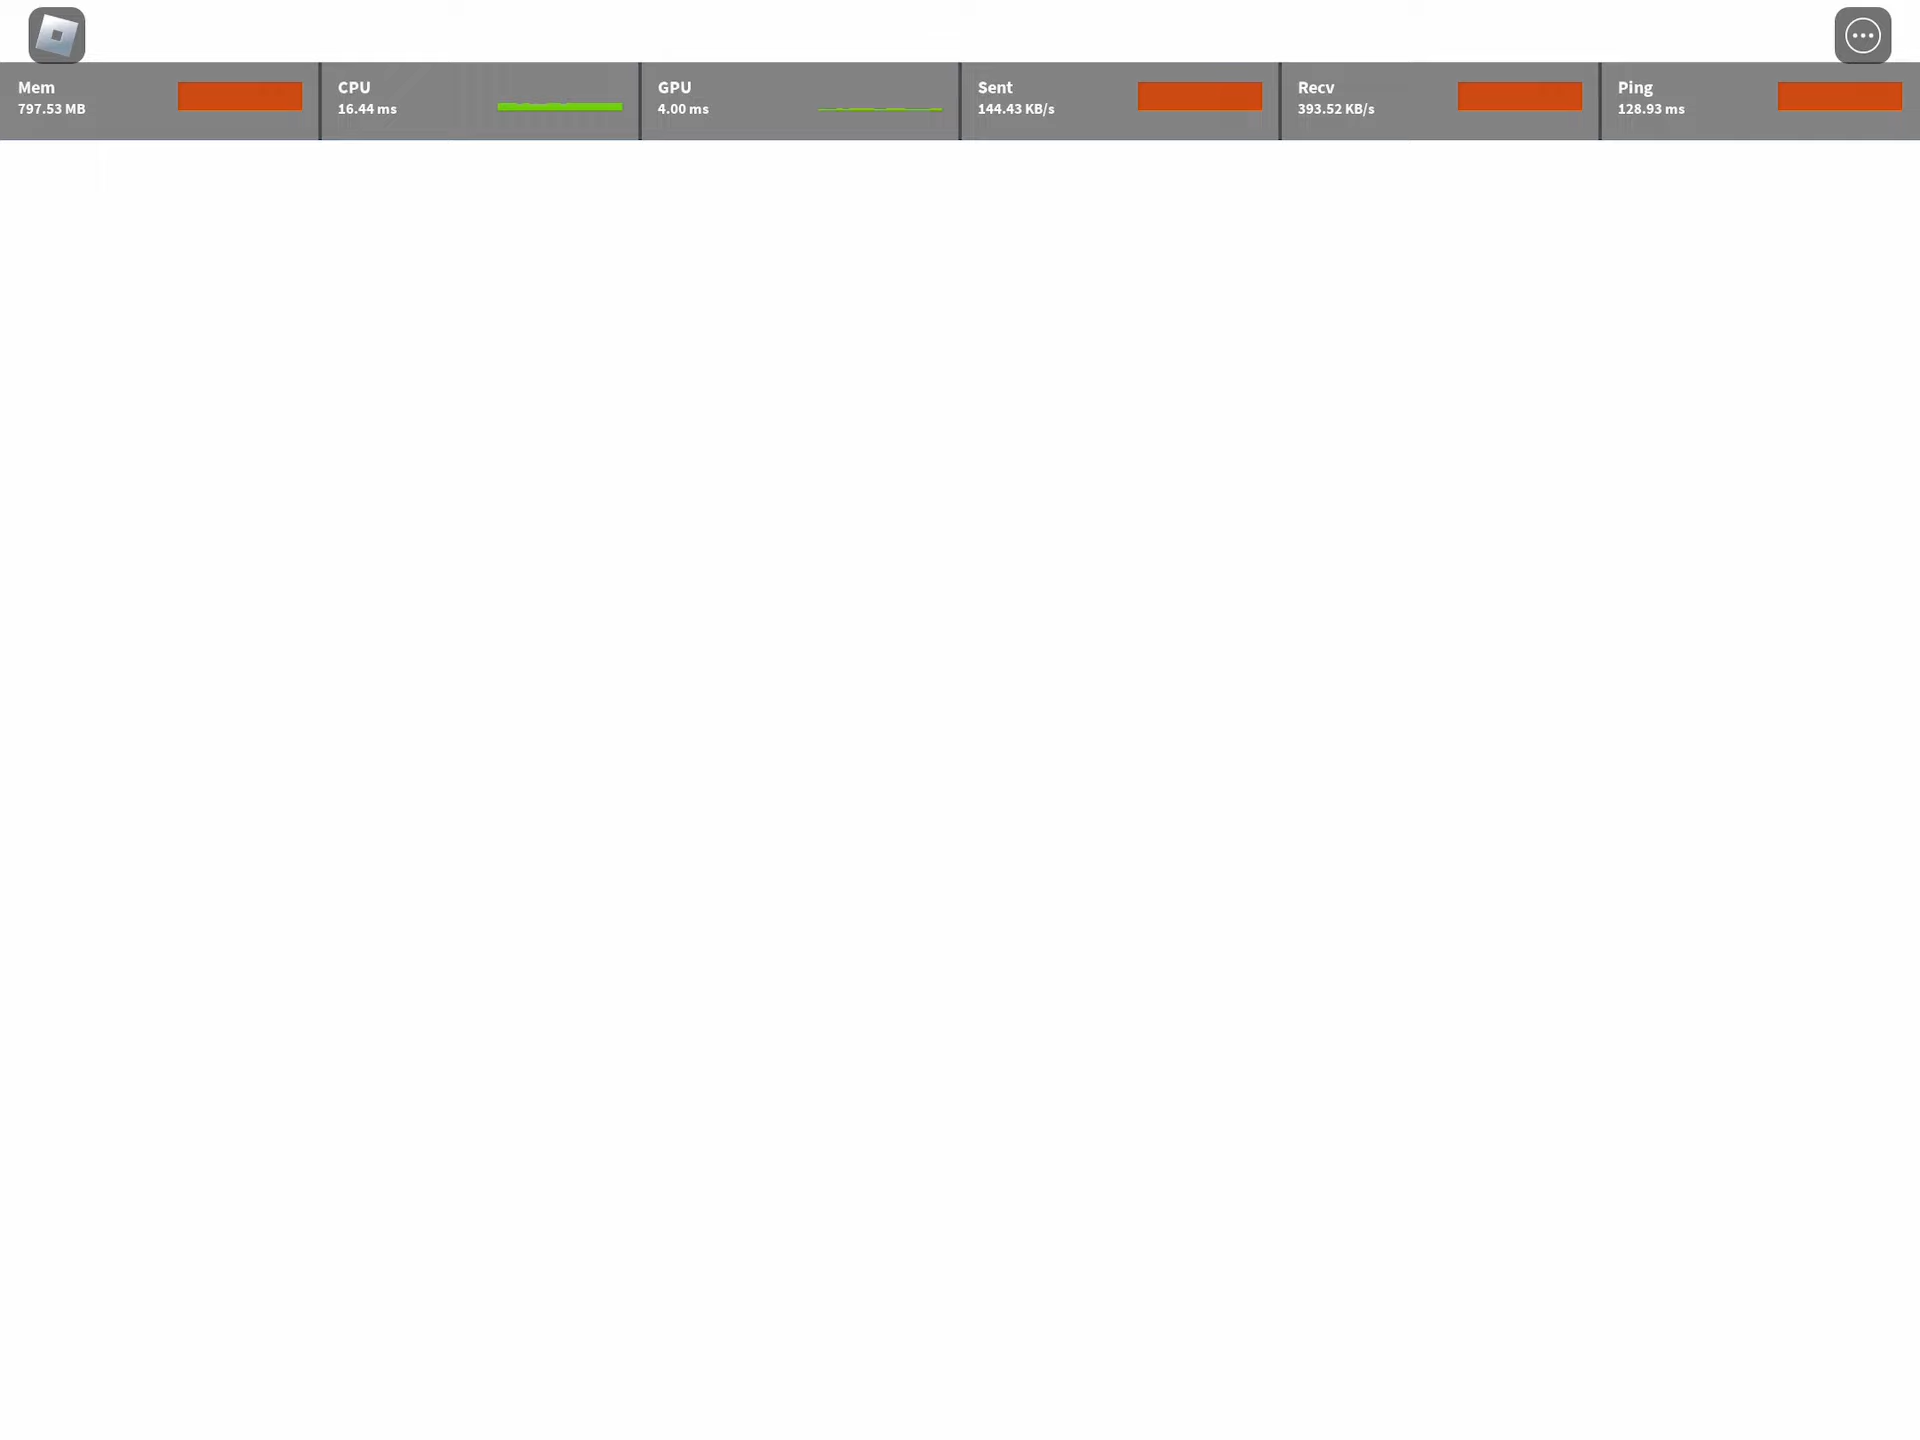 Mem
797.53 MB
CPU
16.44 ms
GPU
4.00 ms
Sent
144.43 KB/s
Recv
393.52 KB/s
Ping
128.93 ms